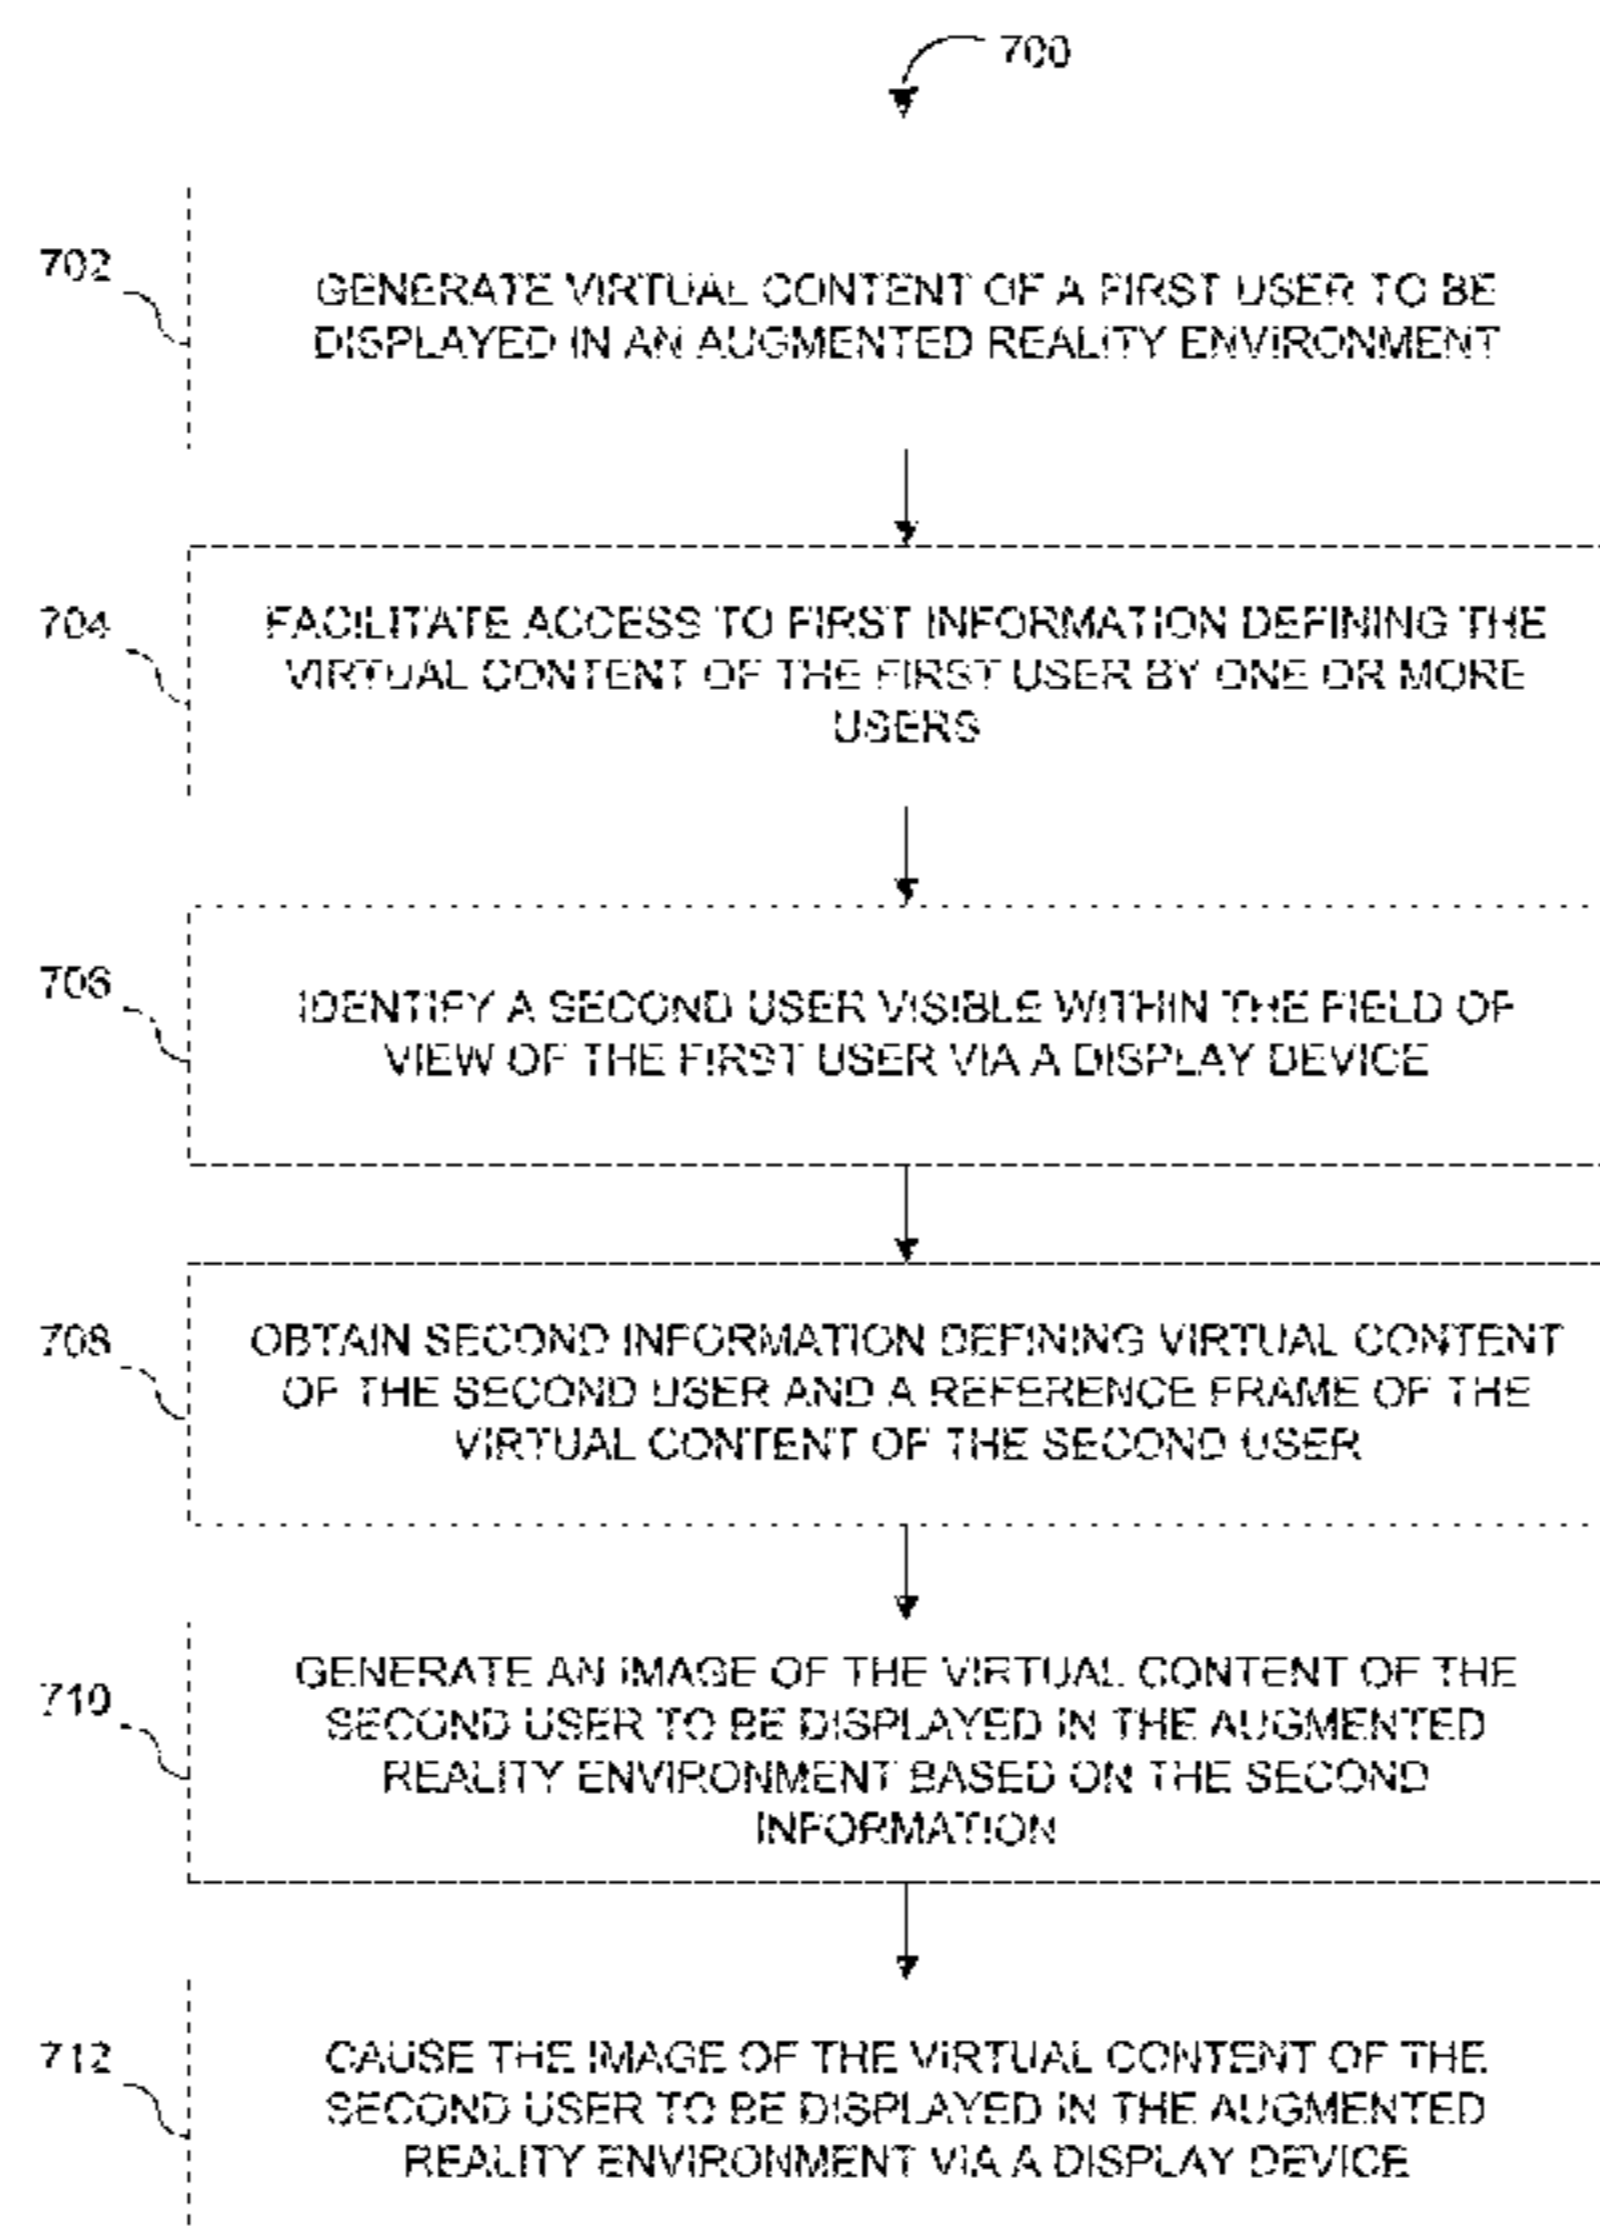 700
702
GENERATE VIRTUAL CONTENT OF A FIRST USER TO BE
DISPLAYED IN AN AUGMENTED REALITY ENVIRONMENT
704
FACILITATE ACCESS TO FIRST INFORMATION DEFINING THE
VIRTUAL CONTENT OF THE FIRST USER BY ONE OR MORE
USERS
706
IDENTIFY A SECOND USER VISIBLE WITHIN THE FIELD OF
VIEW OF THE FIRST USER VIA A DISPLAY DEVICE
708
OBTAIN SECOND INFORMATION DEFINING VIRTUAL CONTENT
OF THE SECOND USER AND A REFERENCE FRAME OF THE
VIRTUAL CONTENT OF THE SECOND USER
710
GENERATE AN IMAGE OF THE VIRTUAL CONTENT OF THE
SECOND USER TO BE DISPLAYED IN THE AUGMENTED
REALITY ENVIRONMENT BASED ON THE SECOND
INFORMATION
712
CAUSE THE IMAGE OF THE VIRTUAL CONTENT OF THE
SECOND USER TO BE DISPLAYED IN THE AUGMENTED
REALITY ENVIRONMENT VIA A DISPLAY DEVICE